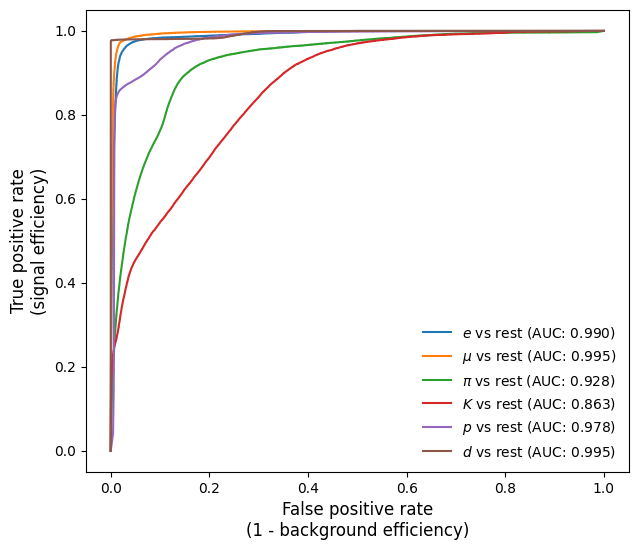 True positive rate
(signal efficiency)
1.0
0.8
0.6
0.4
0.2
0.0
e vs rest (AUC: 0.990)
μ vs rest (AUC: 0.995)
π vs rest (AUC: 0.928)
K vs rest (AUC: 0.863)
p vs rest (AUC: 0.978)
d vs rest (AUC: 0.995)
0.0 0.2 0.4 0.6 0.8 1.0
False positive rate
(1 - background efficiency)